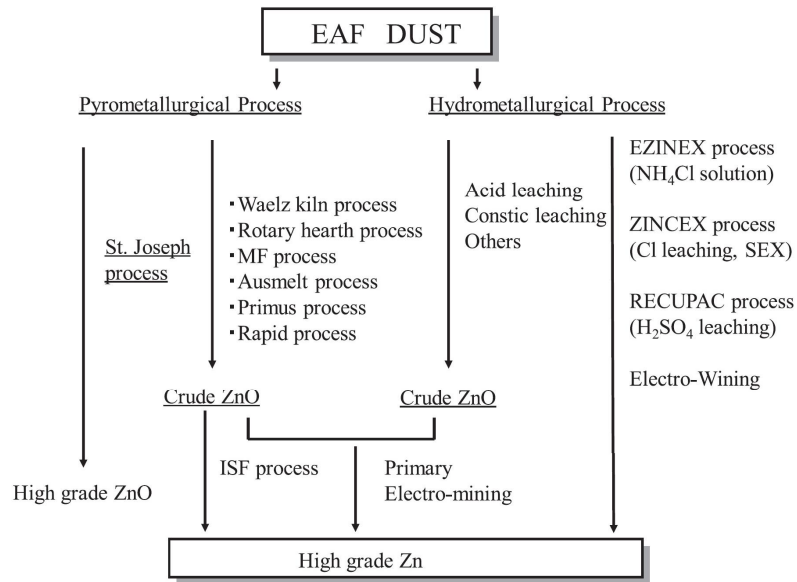 EAF DUST
Pyrometallurgical Process
Hydrometallurgical Process
St. Joseph
process
・Waelz kiln process
・Rotary hearth process
・MF process
・Ausmelt process
・Primus process
・Rapid process
Acid leaching
Constic leaching
Others
EZINEX process
(NH₄Cl solution)
ZINCEX process
(Cl leaching, SEX)
RECUPAC process
(H₂SO₄ leaching)
Electro-Wining
Crude ZnO
Crude ZnO
High grade ZnO
ISF process
Primary
Electro-mining
High grade Zn